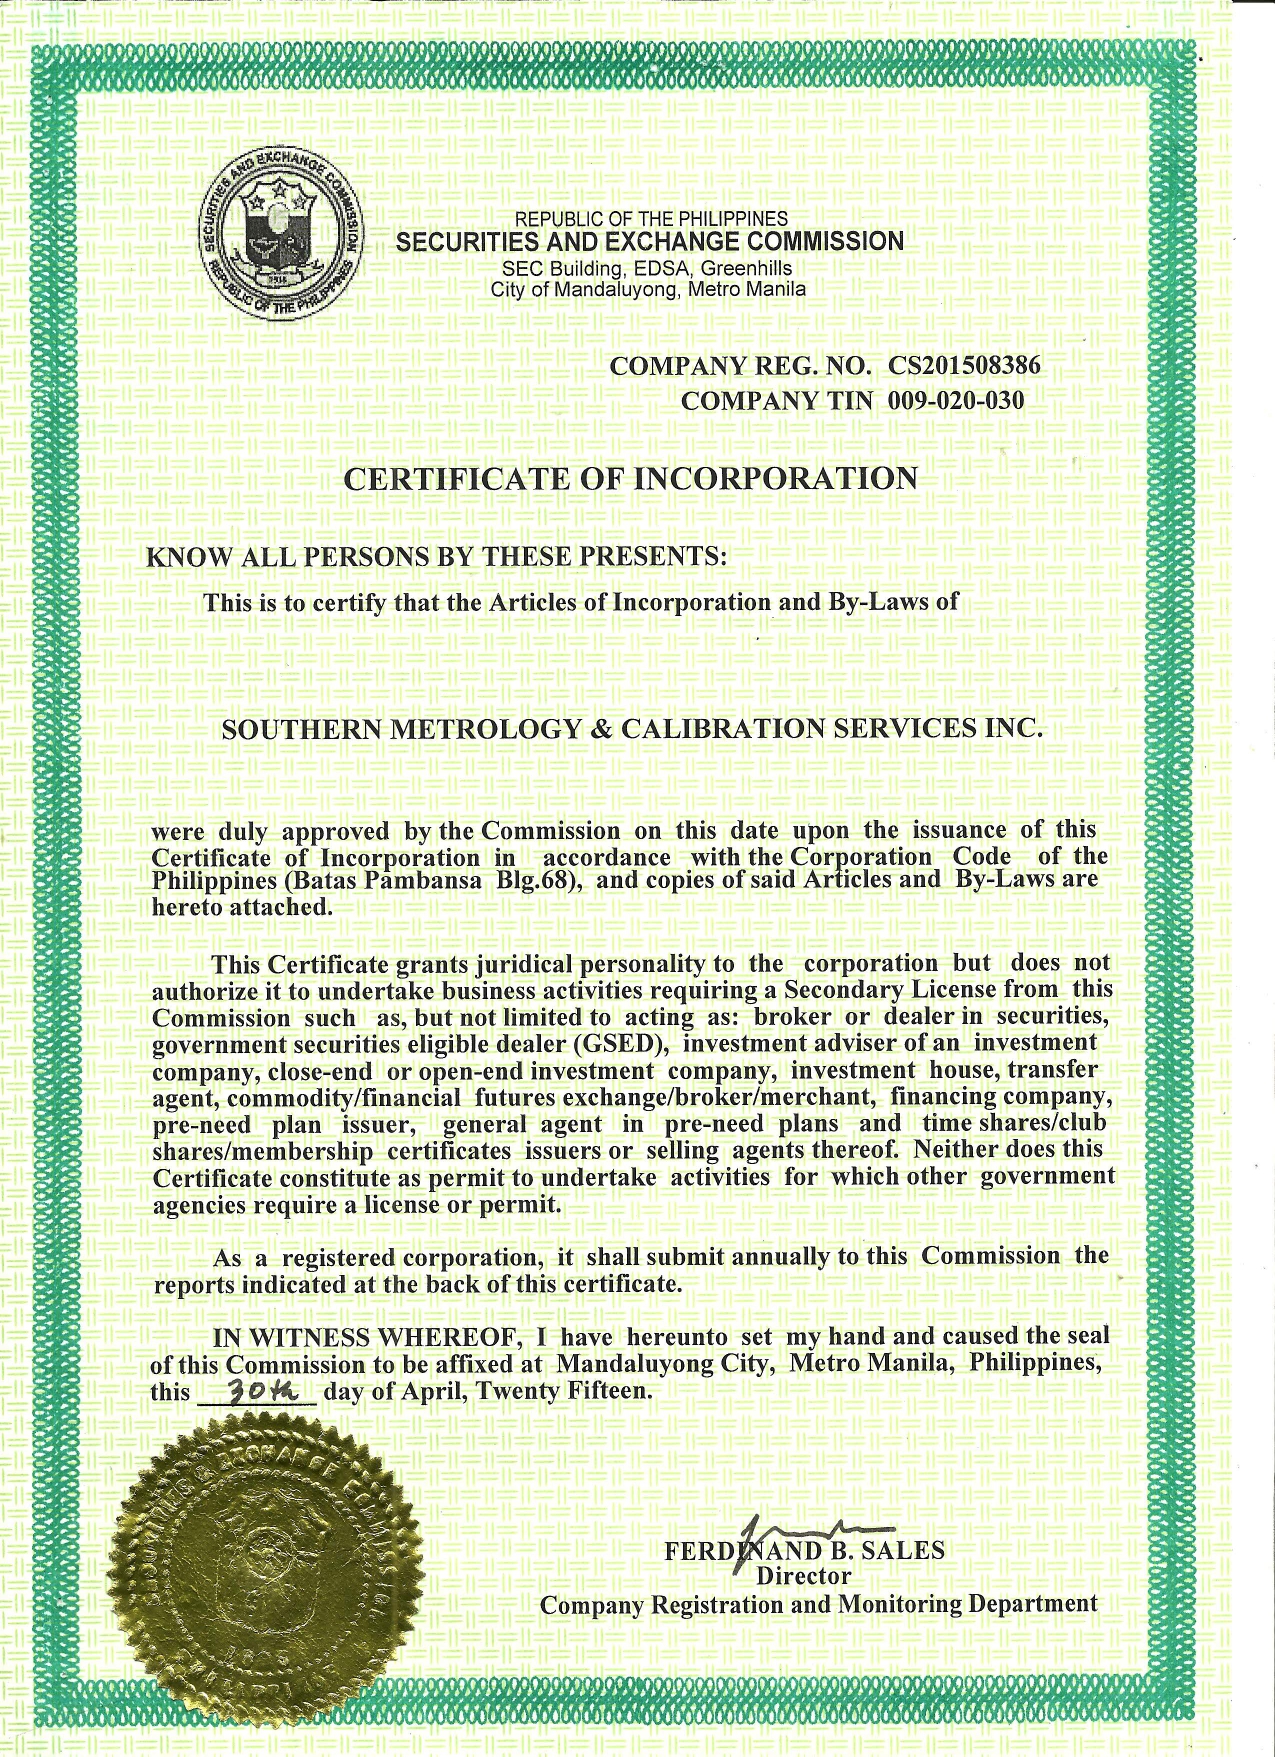 SECURITIES AND EXCHANGE COMMISSION
REPUBLIC OF THE PHILIPPINES
REPUBLIC OF THE PHILIPPINES
SECURITIES AND EXCHANGE COMMISSION
SEC Building, EDSA, Greenhills
City of Mandaluyong, Metro Manila
COMPANY REG. NO. CS201508386
COMPANY TIN 009-020-030
CERTIFICATE OF INCORPORATION
KNOW ALL PERSONS BY THESE PRESENTS:
This is to certify that the Articles of Incorporation and By-Laws of
SOUTHERN METROLOGY & CALIBRATION SERVICES INC.
were duly approved by the Commission on this date upon the issuance of this
Certificate of Incorporation in accordance with the Corporation Code of the
Philippines (Batas Pambansa Blg.68), and copies of said Articles and By-Laws are
hereto attached.
This Certificate grants juridical personality to the corporation but does not
authorize it to undertake business activities requiring a Secondary License from this
Commission such as, but not limited to acting as: broker or dealer in securities,
government securities eligible dealer (GSED), investment adviser of an investment
company, close-end or open-end investment company, investment house, transfer
agent, commodity/financial futures exchange/broker/merchant, financing company,
pre-need plan issuer, general agent in pre-need plans and time shares/club
shares/membership certificates issuers or selling agents thereof. Neither does this
Certificate constitute as permit to undertake activities for which other government
agencies require a license or permit.
As a registered corporation, it shall submit annually to this Commission the
reports indicated at the back of this certificate.
IN WITNESS WHEREOF, I have hereunto set my hand and caused the seal
of this Commission to be affixed at Mandaluyong City, Metro Manila, Philippines,
this 30th day of April, Twenty Fifteen.
FERDINAND B. SALES
Director
Company Registration and Monitoring Department